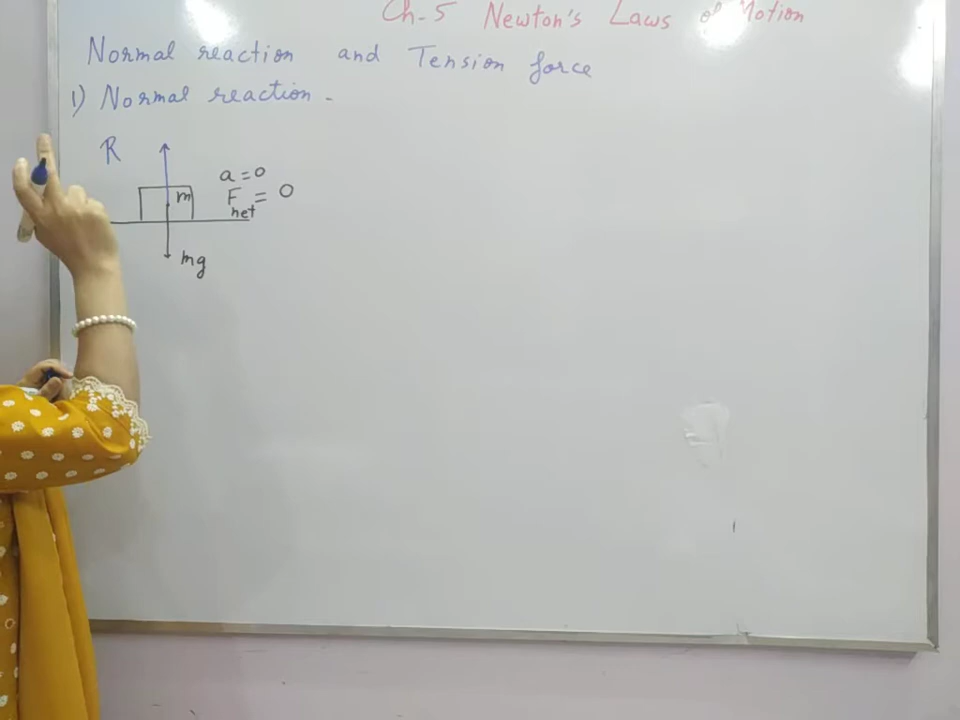 Ch-5 Newton's Laws of Motion
Normal reaction and Tension force
1) Normal reaction -
R
a = 0
m
F net = 0
mg